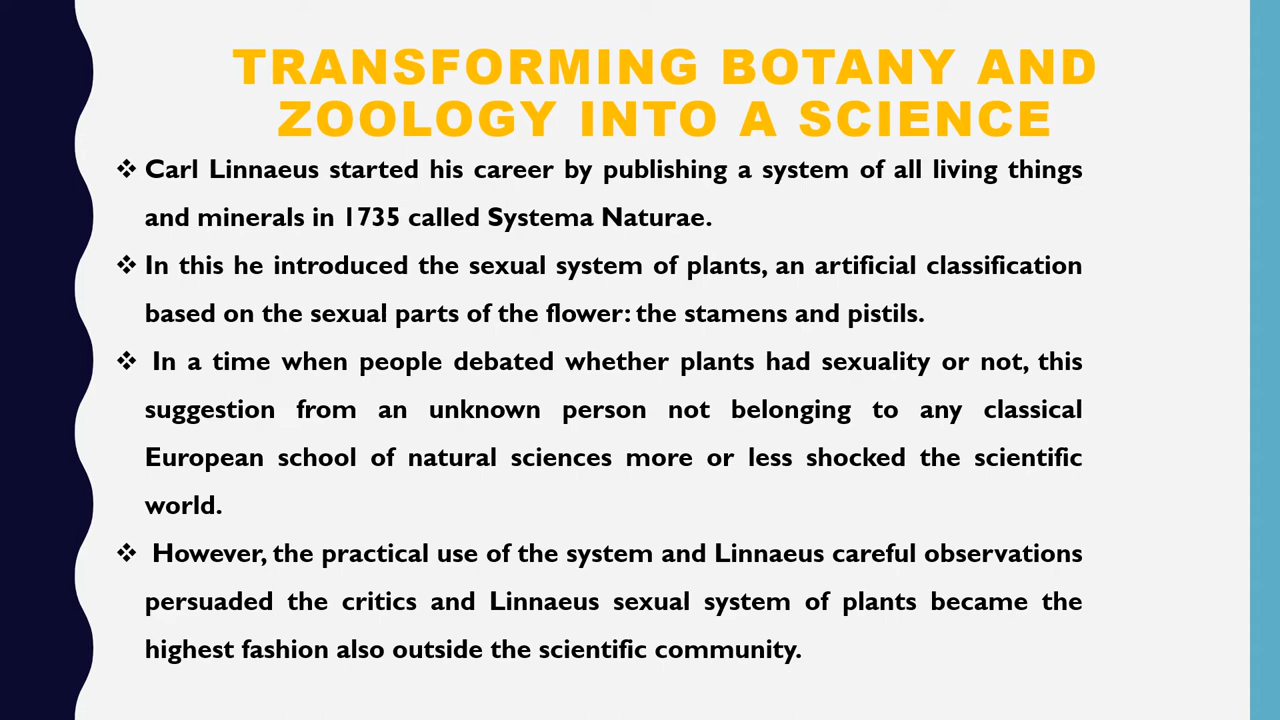 TRANSFORMING BOTANY AND
ZOOLOGY INTO A SCIENCE
❖ Carl Linnaeus started his career by publishing a system of all living things
and minerals in 1735 called Systema Naturae.
❖ In this he introduced the sexual system of plants, an artificial classification
based on the sexual parts of the flower: the stamens and pistils.
❖ In a time when people debated whether plants had sexuality or not, this
suggestion from an unknown person not belonging to any classical
European school of natural sciences more or less shocked the scientific
world.
❖ However, the practical use of the system and Linnaeus careful observations
persuaded the critics and Linnaeus sexual system of plants became the
highest fashion also outside the scientific community.